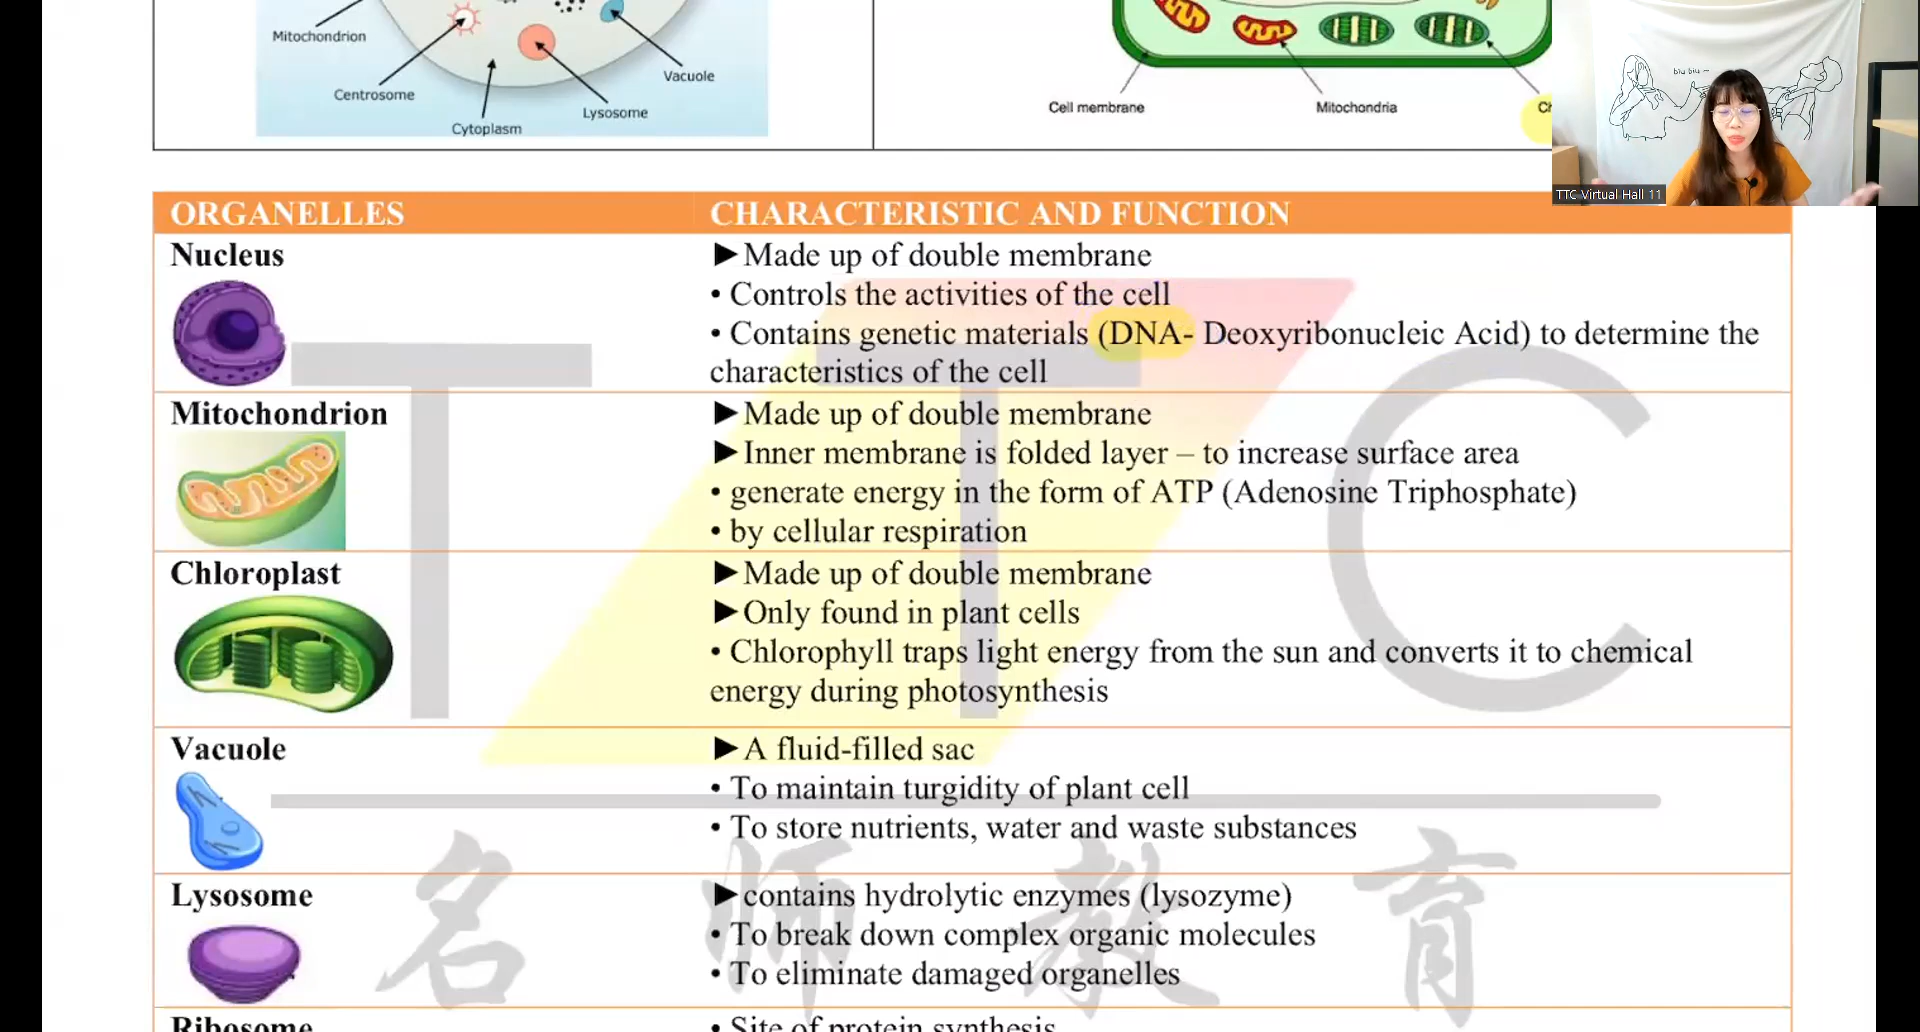 Mitochondrion
Centrosome
Cytoplasm
Lysosome
Vacuole
Cell membrane
Mitochondria
biu biu ~
TTC Virtual Hall 11
ORGANELLES CHARACTERISTIC AND FUNCTION
Nucleus
►Made up of double membrane
• Controls the activities of the cell
• Contains genetic materials (DNA- Deoxyribonucleic Acid) to determine the
characteristics of the cell
Mitochondrion
►Made up of double membrane
►Inner membrane is folded layer – to increase surface area
• generate energy in the form of ATP (Adenosine Triphosphate)
• by cellular respiration
Chloroplast
►Made up of double membrane
►Only found in plant cells
• Chlorophyll traps light energy from the sun and converts it to chemical
energy during photosynthesis
Vacuole
►A fluid-filled sac
• To maintain turgidity of plant cell
• To store nutrients, water and waste substances
Lysosome
►contains hydrolytic enzymes (lysozyme)
• To break down complex organic molecules
• To eliminate damaged organelles
Ribosome
• Site of protein synthesis
TTC
名师教育